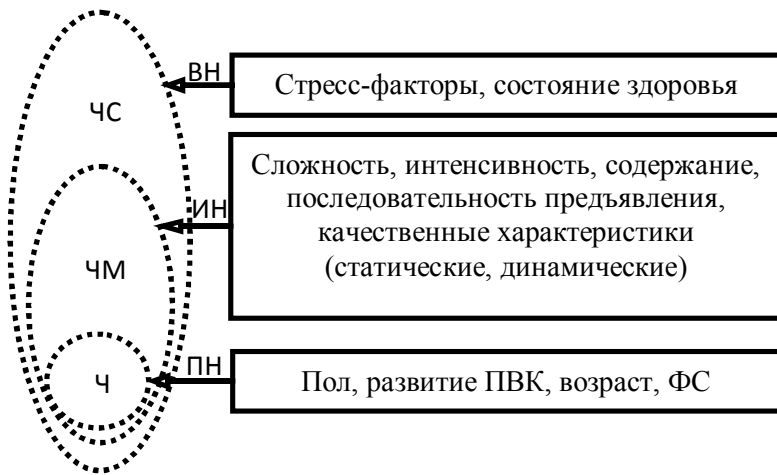 ВН
Стресс-факторы, состояние здоровья
ЧС
Сложность, интенсивность, содержание,
последовательность предъявления,
качественные характеристики
(статические, динамические)
ИН
ЧМ
ПН
Пол, развитие ПВК, возраст, ФС
Ч